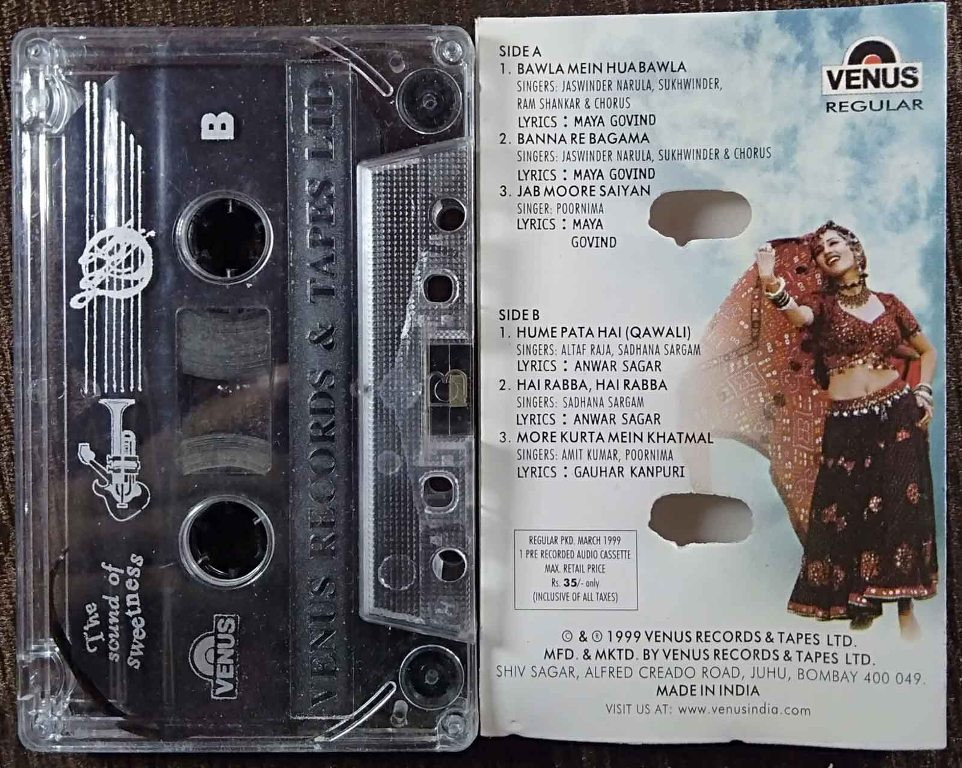 B
The
sound of
sweetness
VENUS
VENUS RECORDS & TAPES LTD.
B
SIDE A
1. BAWLA MEIN HUA BAWLA
SINGERS: JASWINDER NARULA, SUKHWINDER,
RAM SHANKAR & CHORUS
LYRICS : MAYA GOVIND
2. BANNA RE BAGAMA
SINGERS: JASWINDER NARULA, SUKHWINDER & CHORUS
LYRICS : MAYA GOVIND
3. JAB MOORE SAIYAN
SINGER: POORNIMA
LYRICS : MAYA
GOVIND
VENUS
REGULAR
SIDE B
1. HUME PATA HAI (QAWALI)
SINGERS: ALTAF RAJA, SADHANA SARGAM
LYRICS : ANWAR SAGAR
2. HAI RABBA, HAI RABBA
SINGERS: SADHANA SARGAM
LYRICS : ANWAR SAGAR
3. MORE KURTA MEIN KHATMAL
SINGERS: AMIT KUMAR, POORNIMA
LYRICS : GAUHAR KANPURI
REGULAR PKD. MARCH 1999
1 PRE RECORDED AUDIO CASSETTE
MAX. RETAIL PRICE
Rs. 35/- only
(INCLUSIVE OF ALL TAXES)
© & ℗ 1999 VENUS RECORDS & TAPES LTD.
MFD. & MKTD. BY VENUS RECORDS & TAPES LTD.
SHIV SAGAR, ALFRED CREADO ROAD, JUHU, BOMBAY 400 049.
MADE IN INDIA
VISIT US AT: www.venusindia.com